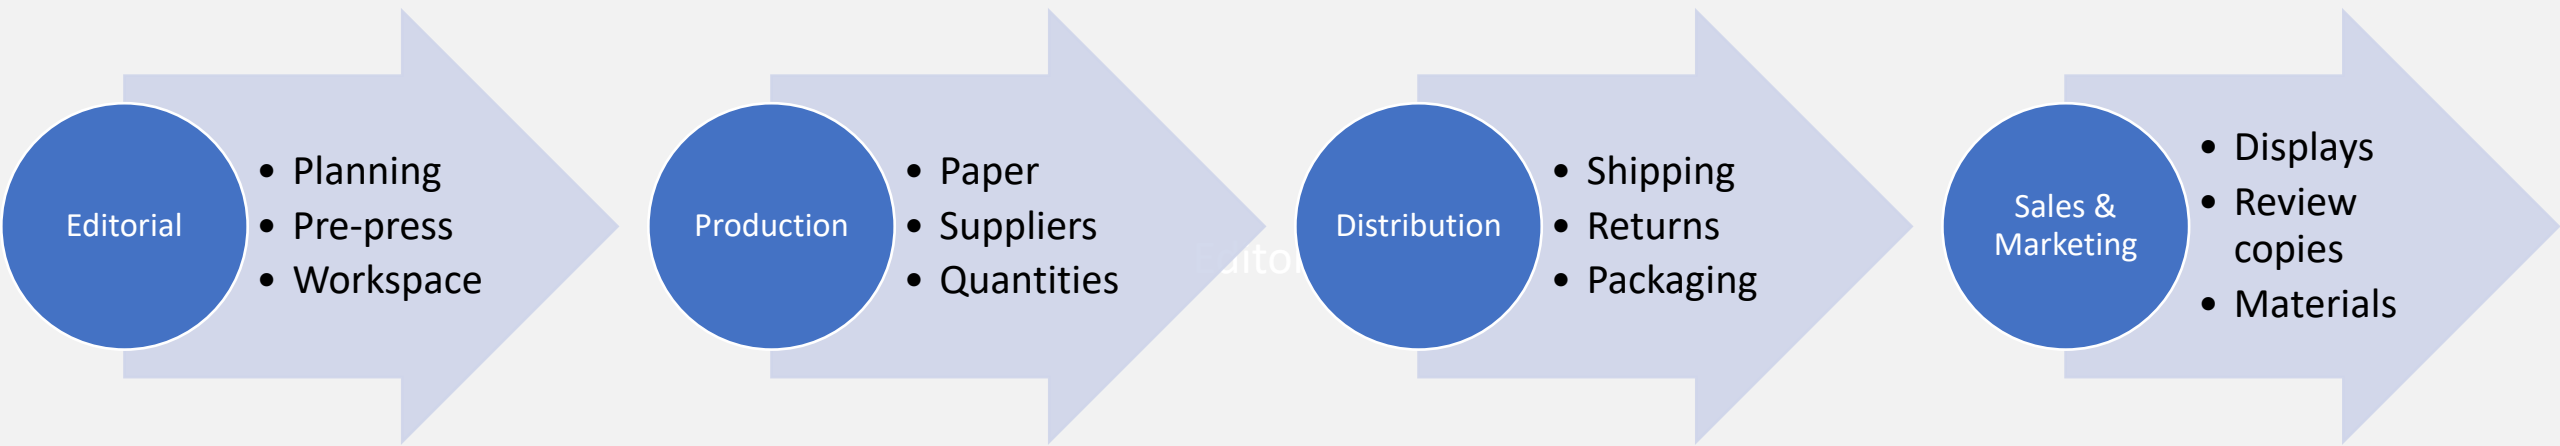 Editorial
• Planning
• Pre-press
• Workspace
Production
• Paper
• Suppliers
• Quantities
Distribution
• Shipping
• Returns
• Packaging
Sales &
Marketing
• Displays
• Review
copies
• Materials